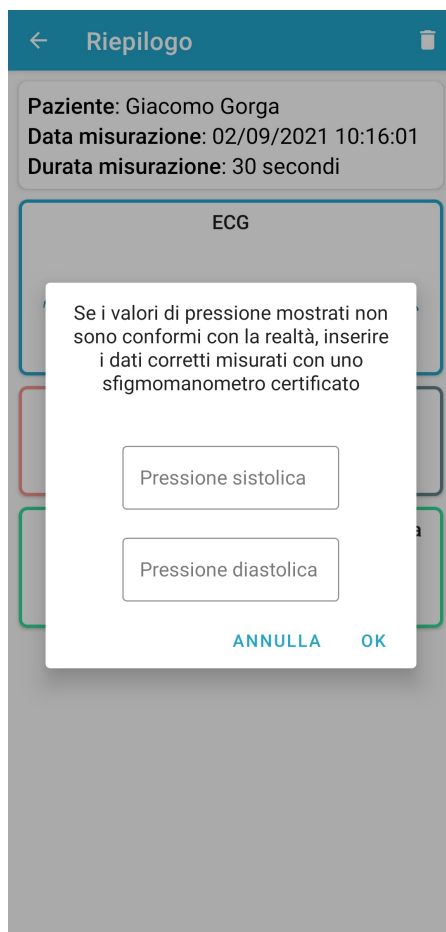 Riepilogo
Paziente: Giacomo Gorga
Data misurazione: 02/09/2021 10:16:01
Durata misurazione: 30 secondi
ECG
Se i valori di pressione mostrati non
sono conformi con la realtà, inserire
i dati corretti misurati con uno
sfigmomanometro certificato
Pressione sistolica
Pressione diastolica
ANNULLA OK